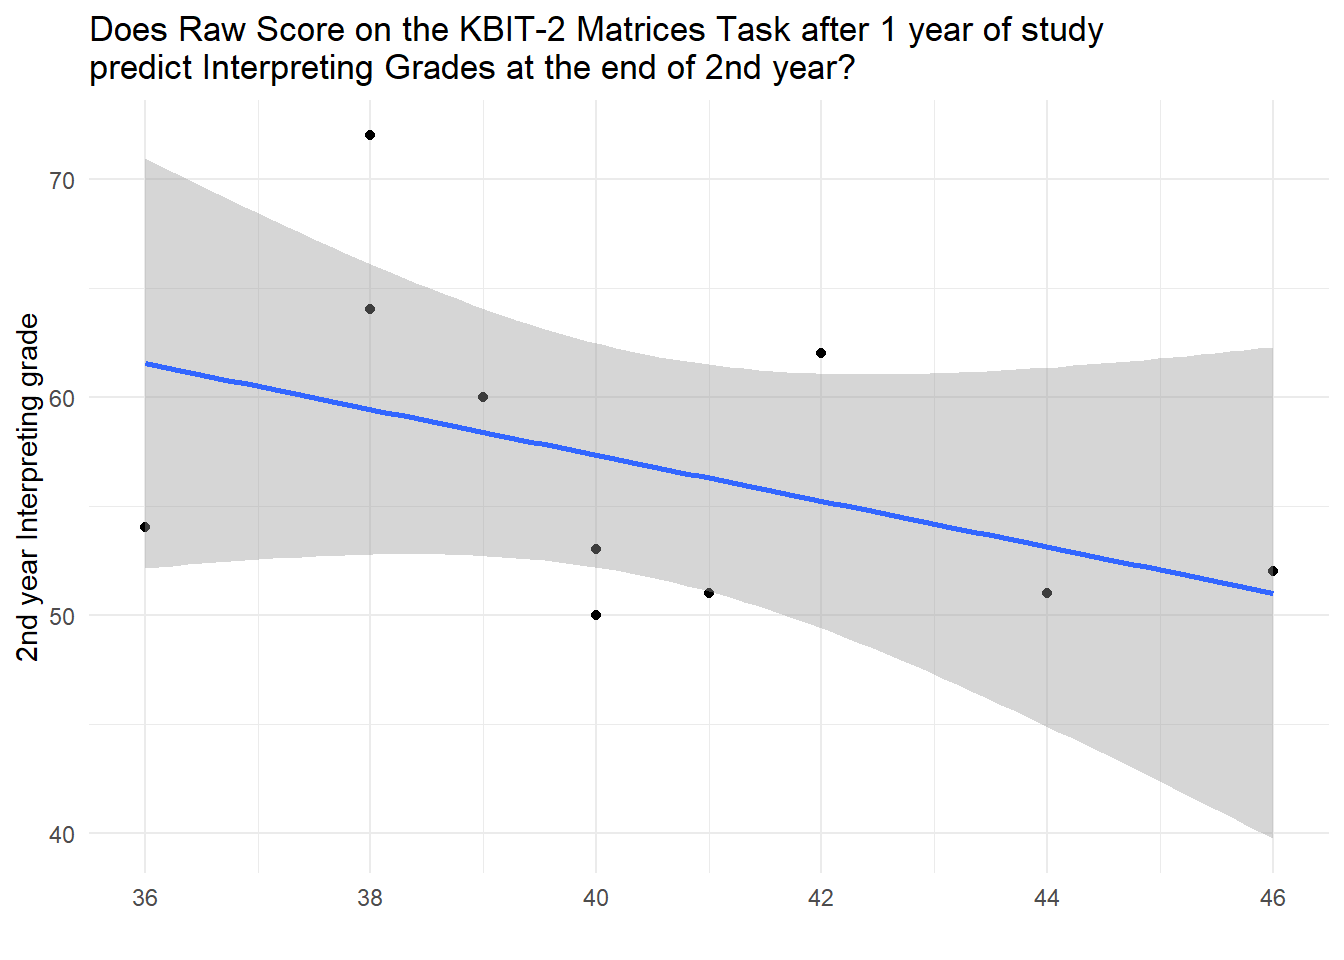 Does Raw Score on the KBIT-2 Matrices Task after 1 year of study
predict Interpreting Grades at the end of 2nd year?
2nd year Interpreting grade
70
60
50
40
36 38 40 42 44 46